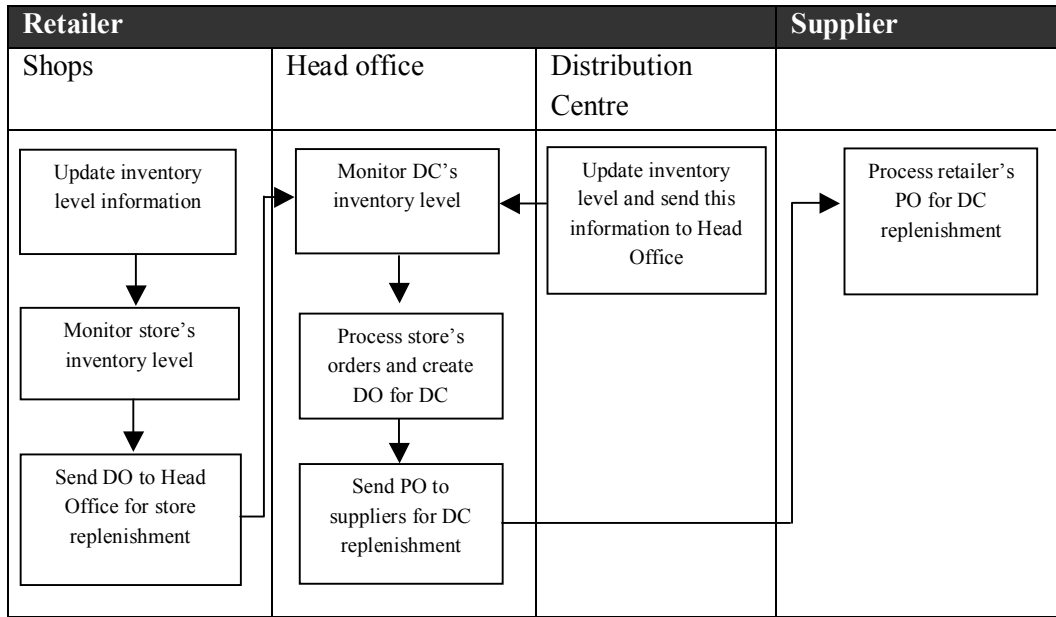 Retailer
Supplier
Shops
Head office
Distribution
Centre
Update inventory
level information
Monitor store's
inventory level
Send DO to Head
Office for store
replenishment
Monitor DC's
inventory level
Process store's
orders and create
DO for DC
Send PO to
suppliers for DC
replenishment
Update inventory
level and send this
information to Head
Office
Process retailer's
PO for DC
replenishment